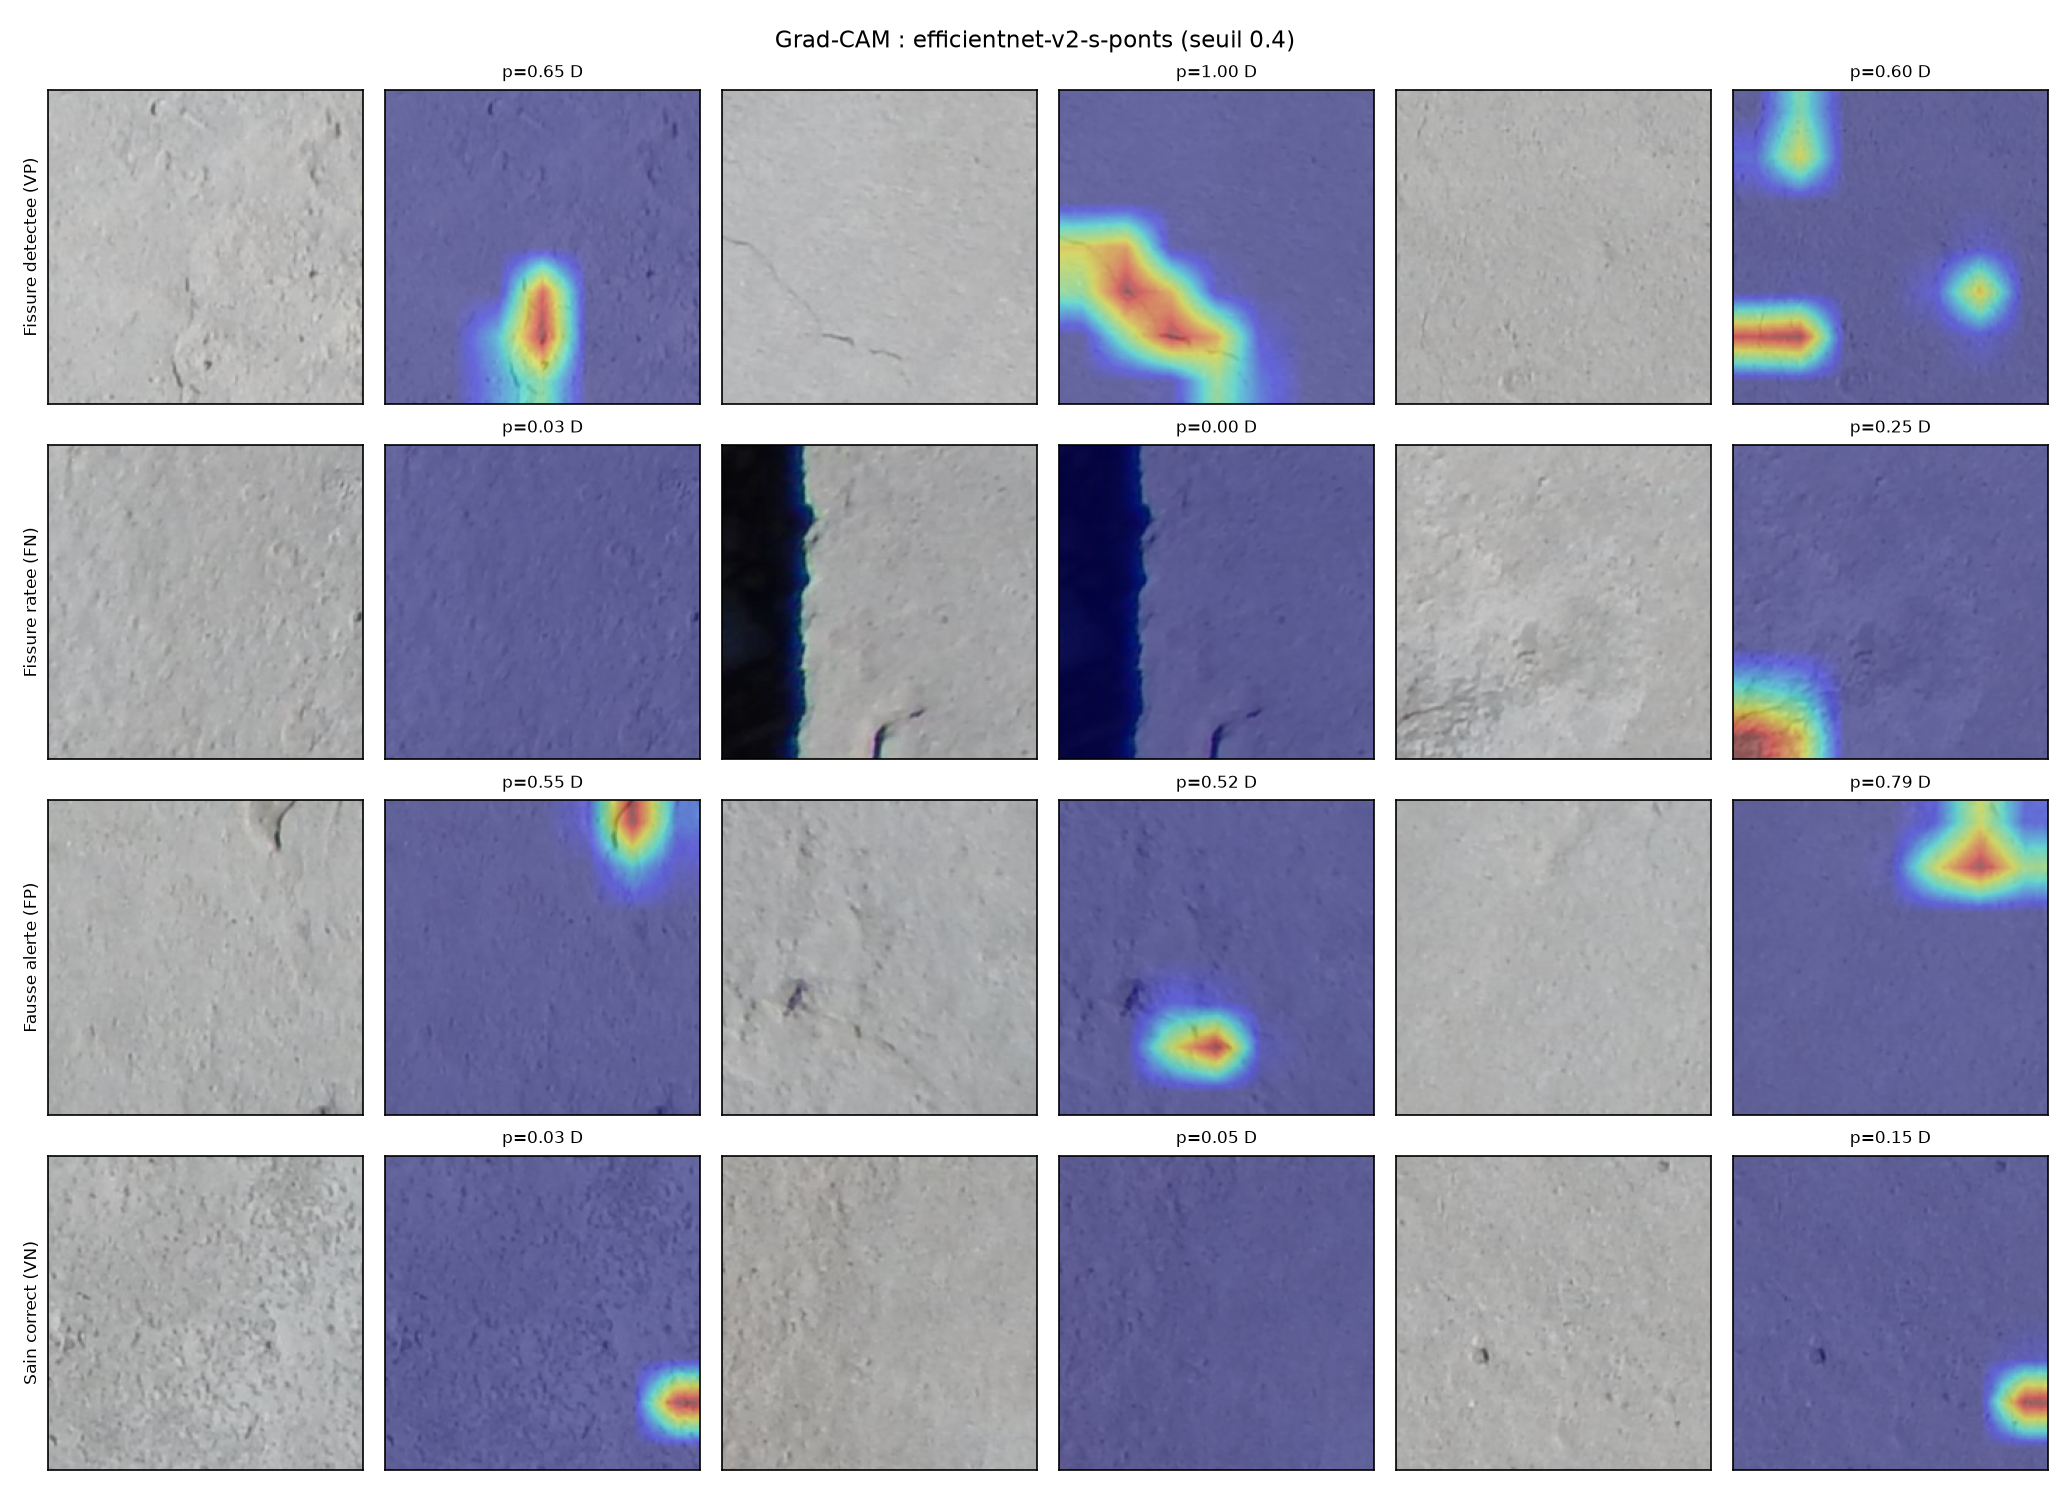 Grad-CAM : efficientnet-v2-s-ponts (seuil 0.4)
p=0.65 D
p=1.00 D
p=0.60 D
Fissure detectee (VP)
p=0.03 D
p=0.00 D
p=0.25 D
Fissure ratee (FN)
p=0.55 D
p=0.52 D
p=0.79 D
Fausse alerte (FP)
p=0.03 D
p=0.05 D
p=0.15 D
Sain correct (VN)